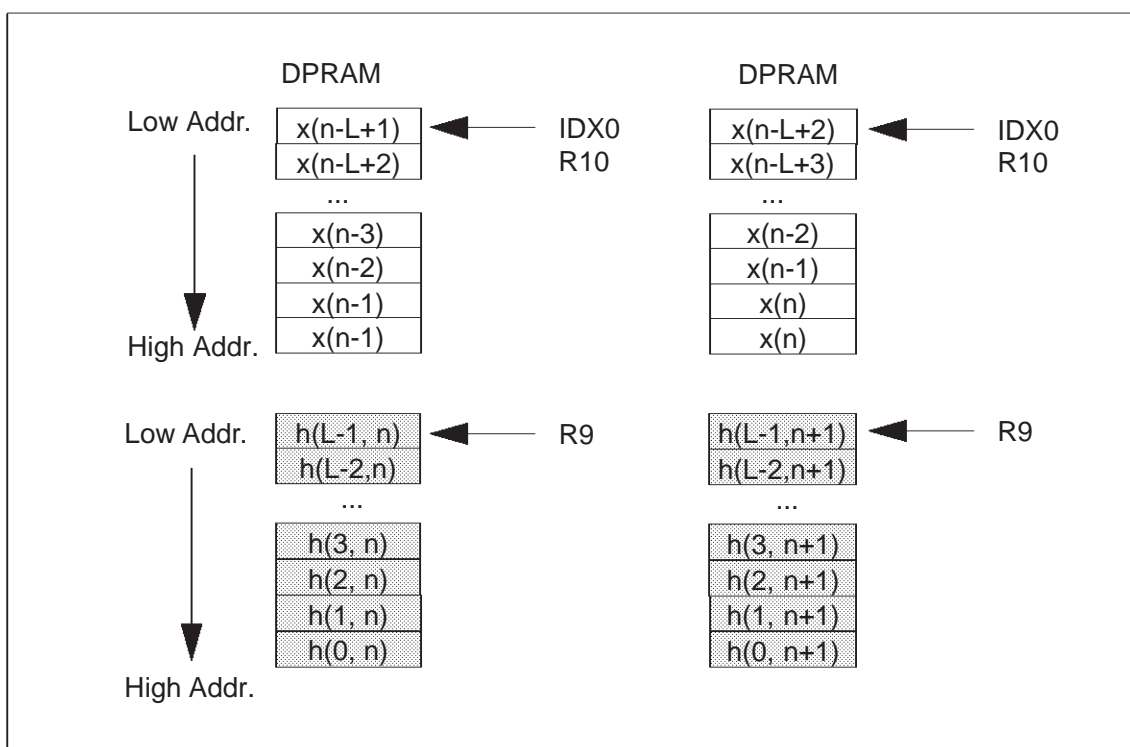 DPRAM
Low Addr.
x(n-L+1)
IDX0
x(n-L+2)
R10
...
x(n-3)
x(n-2)
x(n-1)
x(n-1)
High Addr.
Low Addr.
h(L-1, n)
R9
h(L-2,n)
...
h(3, n)
h(2, n)
h(1, n)
h(0, n)
High Addr.
DPRAM
x(n-L+2)
IDX0
x(n-L+3)
R10
...
x(n-2)
x(n-1)
x(n)
x(n)
h(L-1,n+1)
R9
h(L-2,n+1)
...
h(3, n+1)
h(2, n+1)
h(1, n+1)
h(0, n+1)